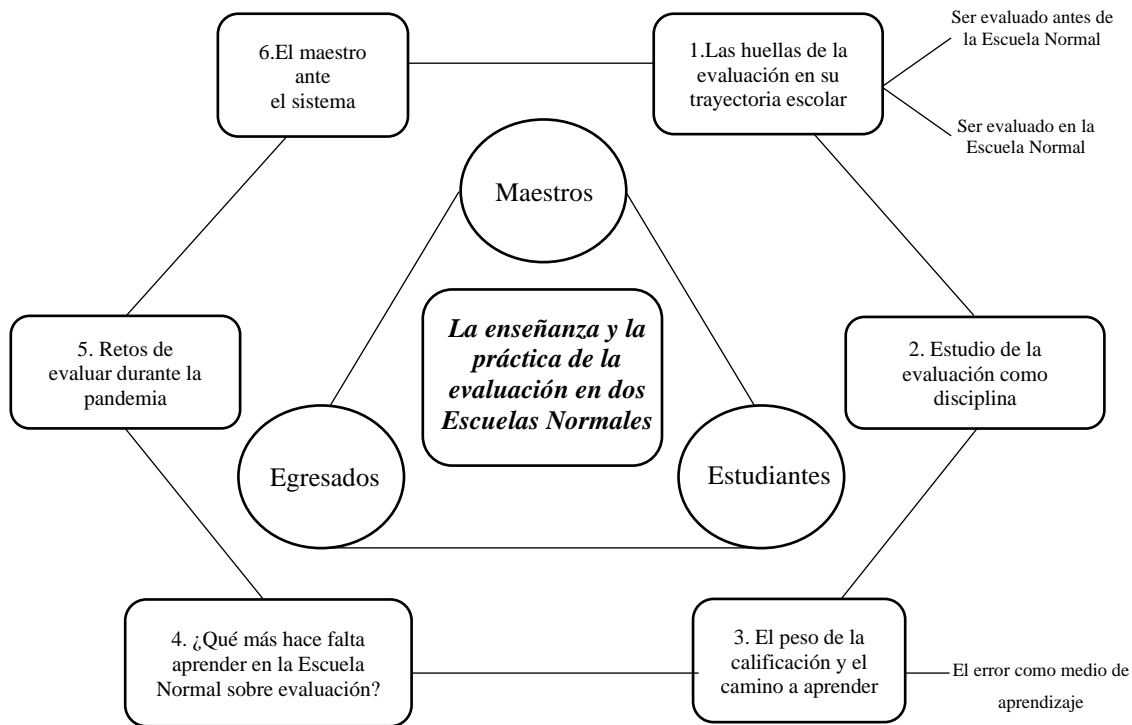 6.El maestro
ante
el sistema
1.Las huellas de la
evaluación en su
trayectoria escolar
Ser evaluado antes de
la Escuela Normal
Ser evaluado en la
Escuela Normal
Maestros
La enseñanza y la
práctica de la
evaluación en dos
Escuelas Normales
5. Retos de
evaluar durante la
pandemia
2. Estudio de la
evaluación como
disciplina
Egresados
Estudiantes
4. ¿Qué más hace falta
aprender en la Escuela
Normal sobre evaluación?
3. El peso de la
calificación y el
camino a aprender
El error como medio de
aprendizaje